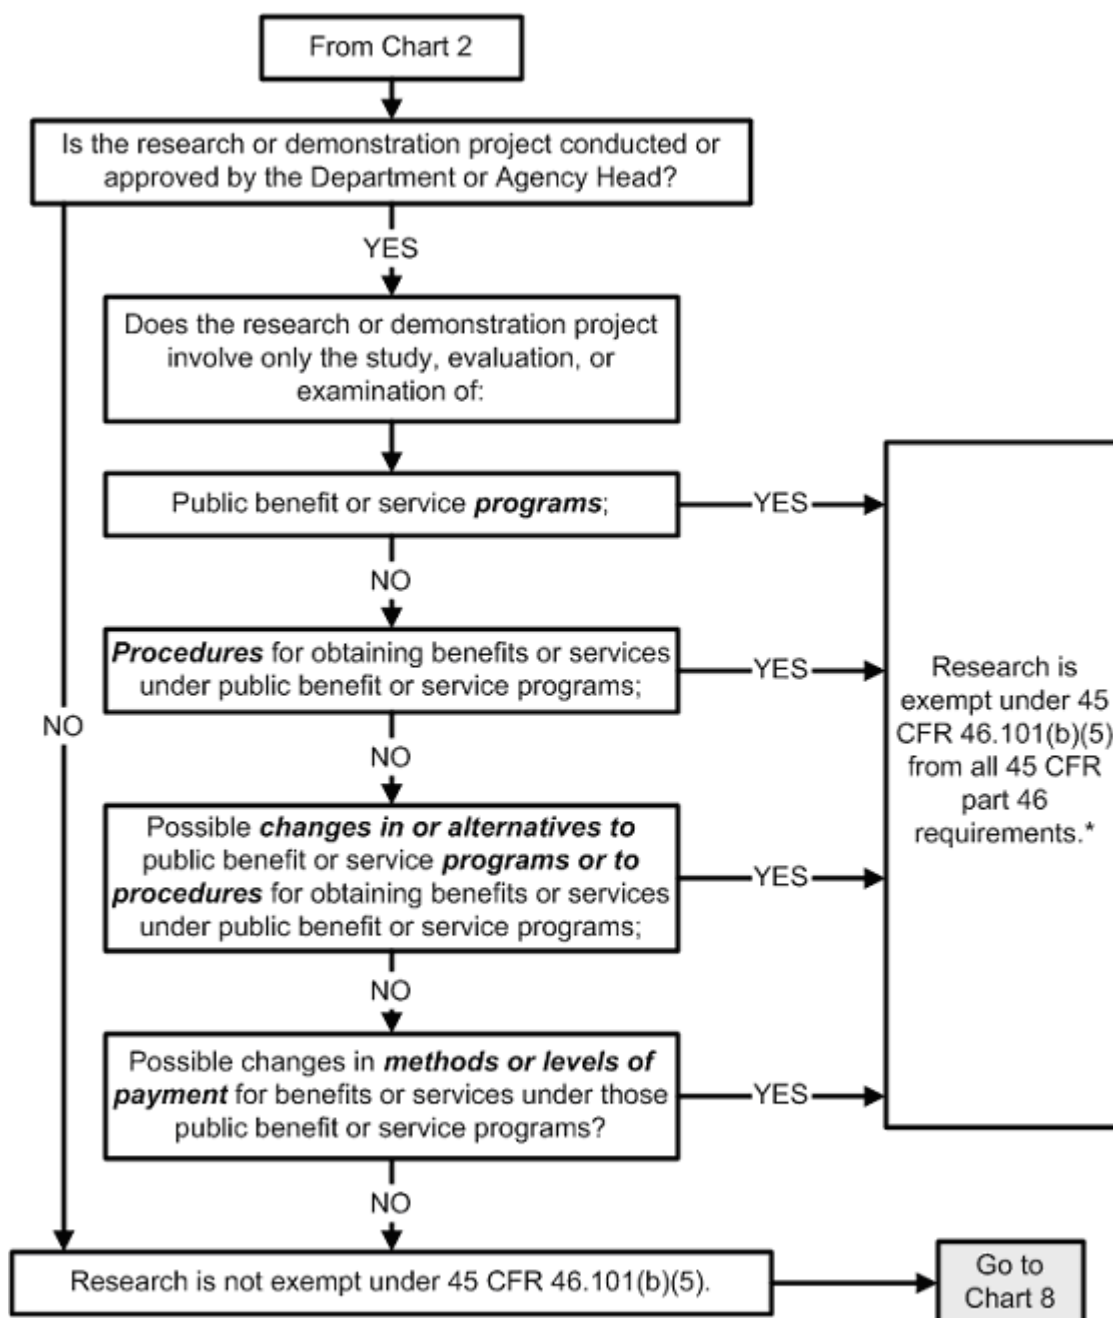 From Chart 2
Is the research or demonstration project conducted or
approved by the Department or Agency Head?
YES
Does the research or demonstration project
involve only the study, evaluation, or
examination of:
Public benefit or service programs;
YES
NO
Procedures for obtaining benefits or services
under public benefit or service programs;
YES
NO
NO
Possible changes in or alternatives to
public benefit or service programs or to
procedures for obtaining benefits or services
under public benefit or service programs;
YES
NO
Possible changes in methods or levels of
payment for benefits or services under those
public benefit or service programs?
YES
NO
Research is
exempt under 45
CFR 46.101(b)(5)
from all 45 CFR
part 46
requirements.*
Research is not exempt under 45 CFR 46.101(b)(5).
Go to
Chart 8